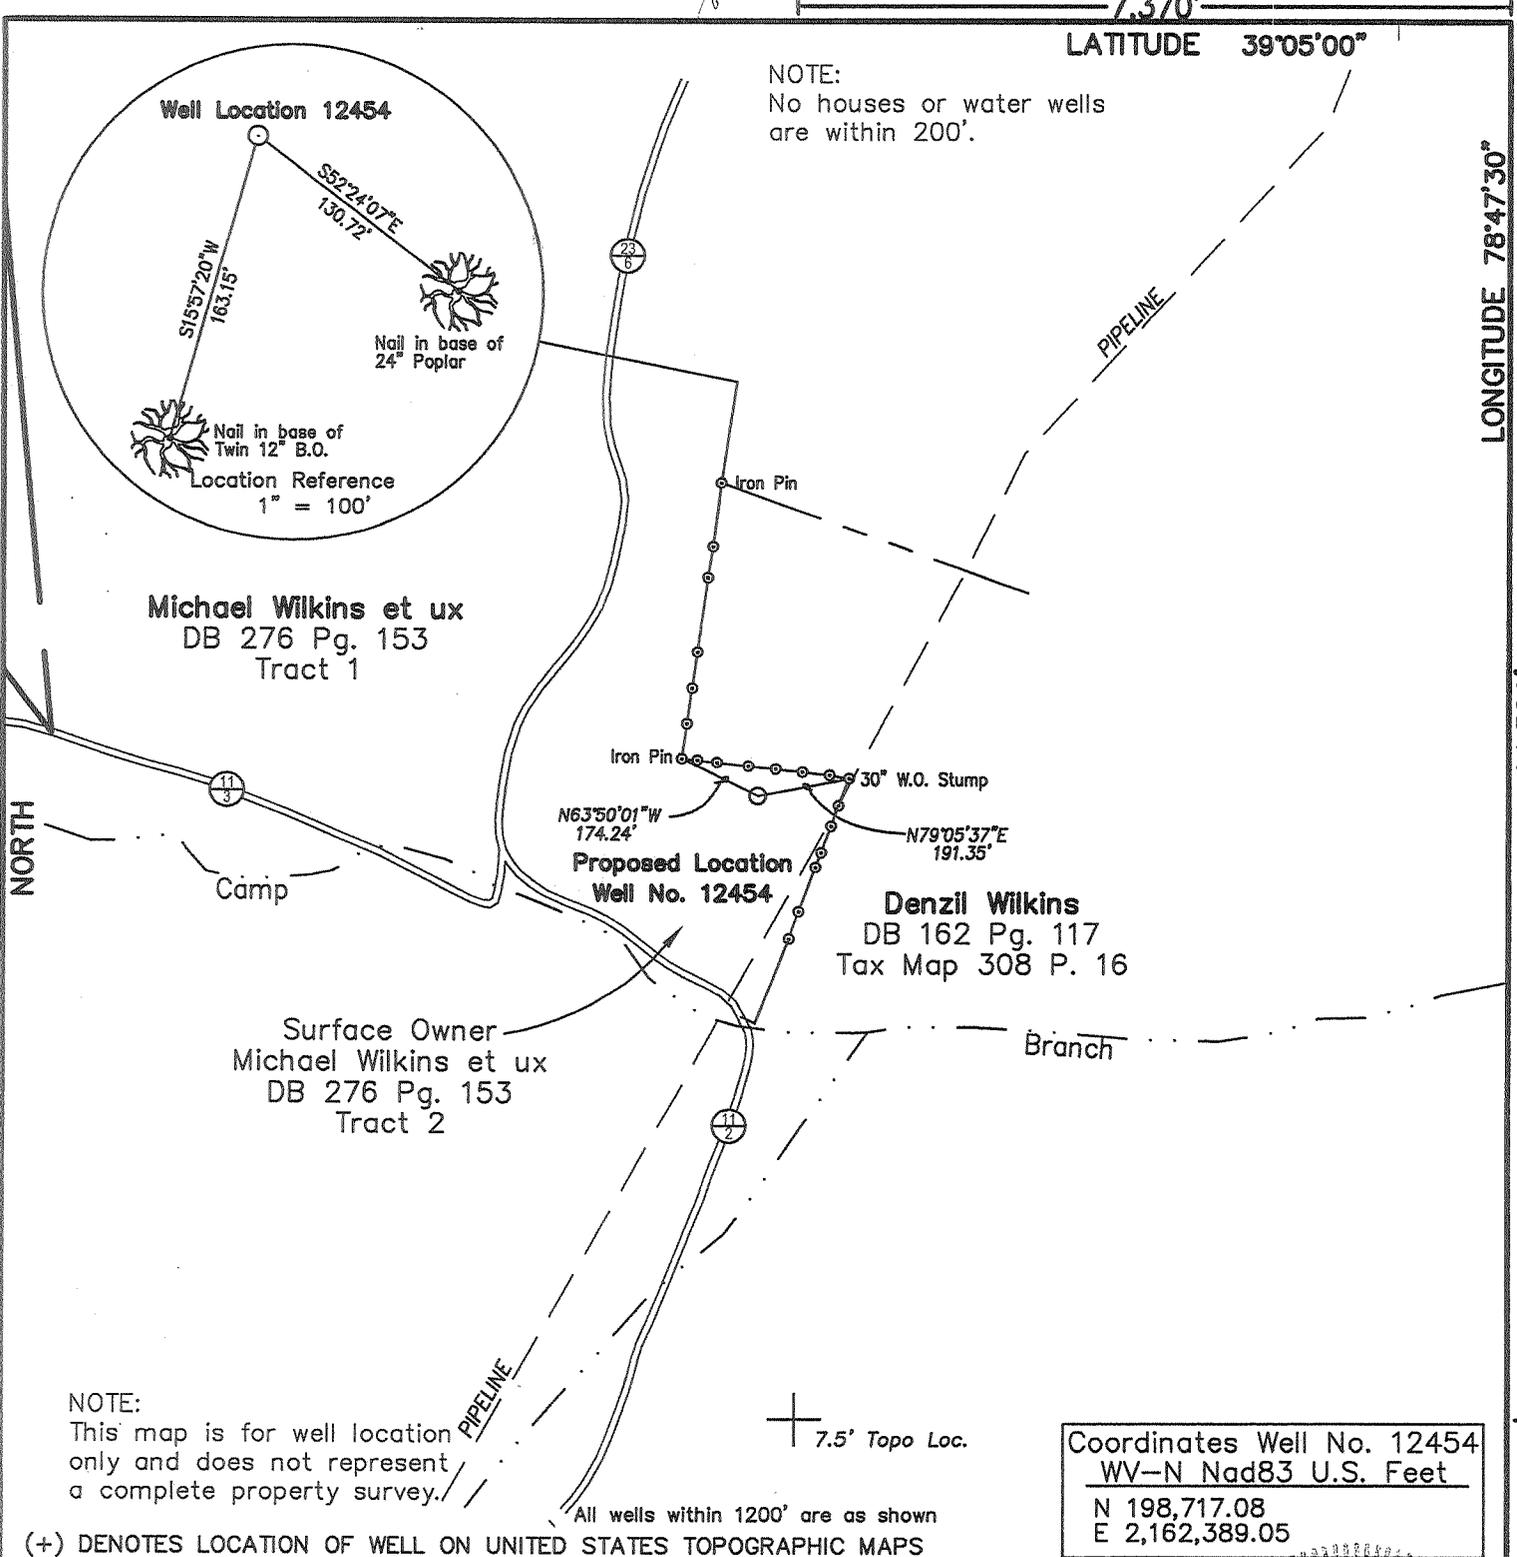 7,370'
LATITUDE 39°05'00"
NOTE:
No houses or water wells
are within 200'.
LONGITUDE 78°47'30"
Well Location 12454
S52°24'07"E
130.72'
S15°57'20"W
163.15'
Nail in base of
24" Poplar
Nail in base of
Twin 12" B.O.
Location Reference
1" = 100'
23
6
PIPELINE
Iron Pin
Michael Wilkins et ux
DB 276 Pg. 153
Tract 1
Iron Pin
30" W.O. Stump
N63°50'01"W
174.24'
N79°05'37"E
191.35'
11
3
NORTH
Camp
Proposed Location
Well No. 12454
Denzil Wilkins
DB 162 Pg. 117
Tax Map 308 P. 16
Surface Owner
Michael Wilkins et ux
DB 276 Pg. 153
Tract 2
Branch
11
2
PIPELINE
NOTE:
This map is for well location
only and does not represent
a complete property survey.
7.5' Topo Loc.
Coordinates Well No. 12454
WV-N Nad83 U.S. Feet
N 198,717.08
E 2,162,389.05
All wells within 1200' are as shown
(+) DENOTES LOCATION OF WELL ON UNITED STATES TOPOGRAPHIC MAPS